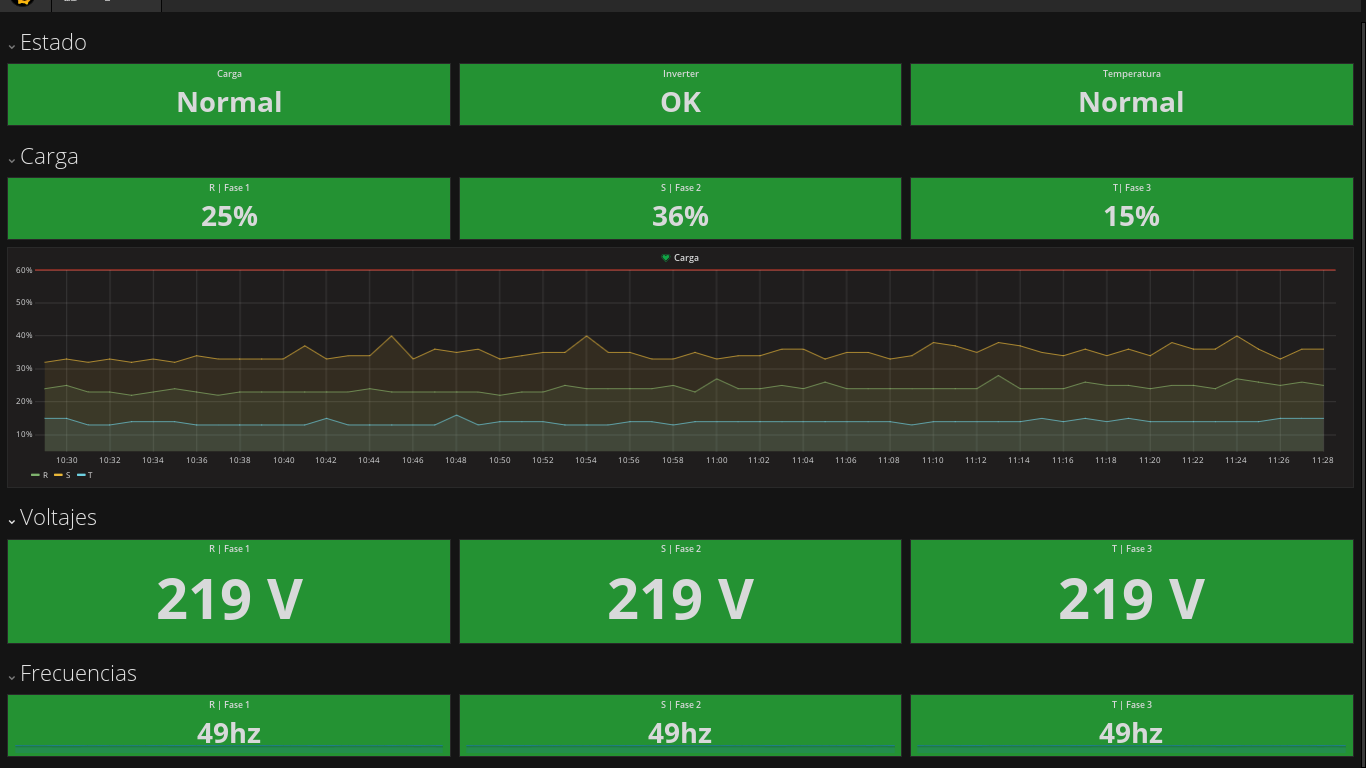 Estado
Carga
Normal
Inverter
OK
Temperatura
Normal
Carga
R | Fase 1
25%
S | Fase 2
36%
T| Fase 3
15%
Carga
60%
50%
40%
30%
20%
10%
10:30 10:32 10:34 10:36 10:38 10:40 10:42 10:44 10:46 10:48 10:50 10:52 10:54 10:56 10:58 11:00 11:02 11:04 11:06 11:08 11:10 11:12 11:14 11:16 11:18 11:20 11:22 11:24 11:26 11:28
R S T
Voltajes
R | Fase 1
219 V
S | Fase 2
219 V
T | Fase 3
219 V
Frecuencias
R | Fase 1
49hz
S | Fase 2
49hz
T | Fase 3
49hz